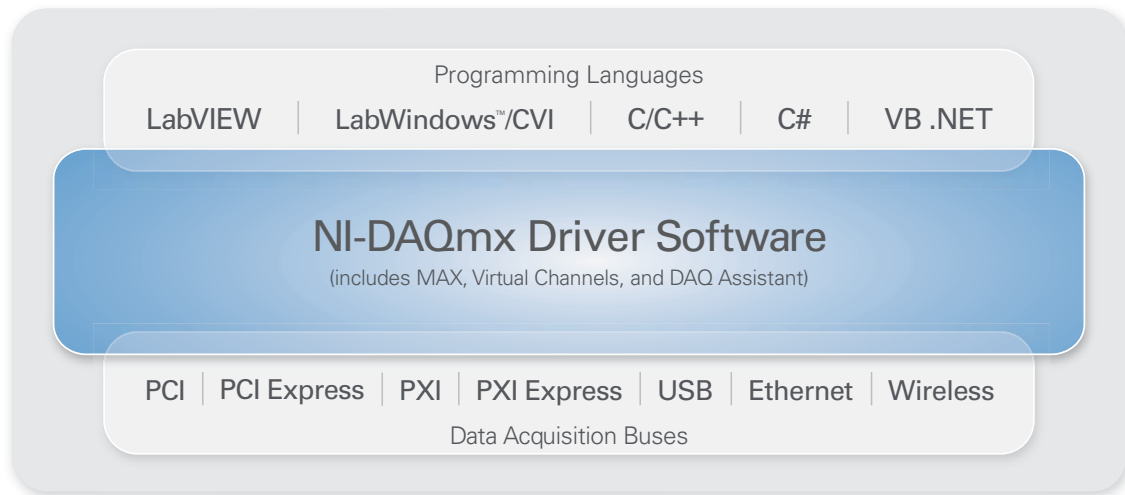 Programming Languages
LabVIEW | LabWindows™/CVI | C/C++ | C# | VB .NET
NI-DAQmx Driver Software
(includes MAX, Virtual Channels, and DAQ Assistant)
PCI | PCI Express | PXI | PXI Express | USB | Ethernet | Wireless
Data Acquisition Buses